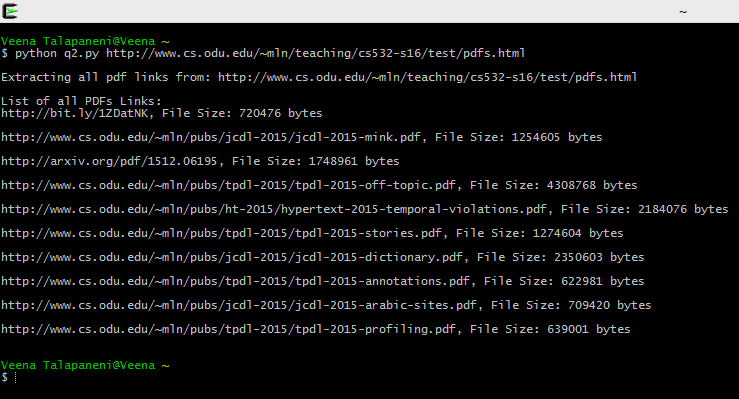 ~
Veena Talapaneni@Veena ~
$ python q2.py http://www.cs.odu.edu/~mln/teaching/cs532-s16/test/pdfs.html
Extracting all pdf links from: http://www.cs.odu.edu/~mln/teaching/cs532-s16/test/pdfs.html
List of all PDFs Links:
http://bit.ly/1ZDatNK, File Size: 720476 bytes
http://www.cs.odu.edu/~mln/pubs/jcdl-2015/jcdl-2015-mink.pdf, File Size: 1254605 bytes
http://arxiv.org/pdf/1512.06195, File Size: 1748961 bytes
http://www.cs.odu.edu/~mln/pubs/tpdl-2015/tpdl-2015-off-topic.pdf, File Size: 4308768 bytes
http://www.cs.odu.edu/~mln/pubs/ht-2015/hypertext-2015-temporal-violations.pdf, File Size: 2184076 bytes
http://www.cs.odu.edu/~mln/pubs/tpdl-2015/tpdl-2015-stories.pdf, File Size: 1274604 bytes
http://www.cs.odu.edu/~mln/pubs/jcdl-2015/jcdl-2015-dictionary.pdf, File Size: 2350603 bytes
http://www.cs.odu.edu/~mln/pubs/tpdl-2015/tpdl-2015-annotations.pdf, File Size: 622981 bytes
http://www.cs.odu.edu/~mln/pubs/jcdl-2015/jcdl-2015-arabic-sites.pdf, File Size: 709420 bytes
http://www.cs.odu.edu/~mln/pubs/tpdl-2015/tpdl-2015-profiling.pdf, File Size: 639001 bytes
Veena Talapaneni@Veena ~
$